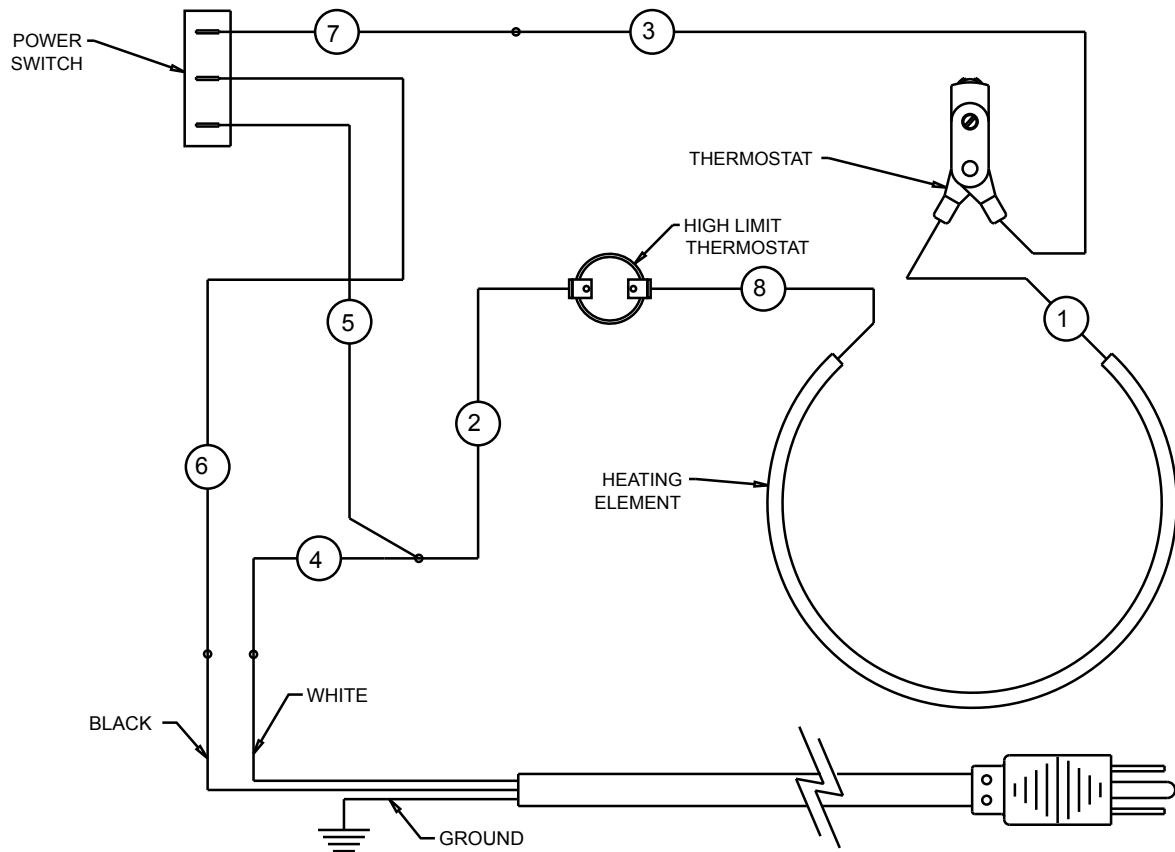 7
3
POWER
SWITCH
THERMOSTAT
HIGH LIMIT
THERMOSTAT
8
5
1
2
6
HEATING
ELEMENT
4
WHITE
BLACK
GROUND